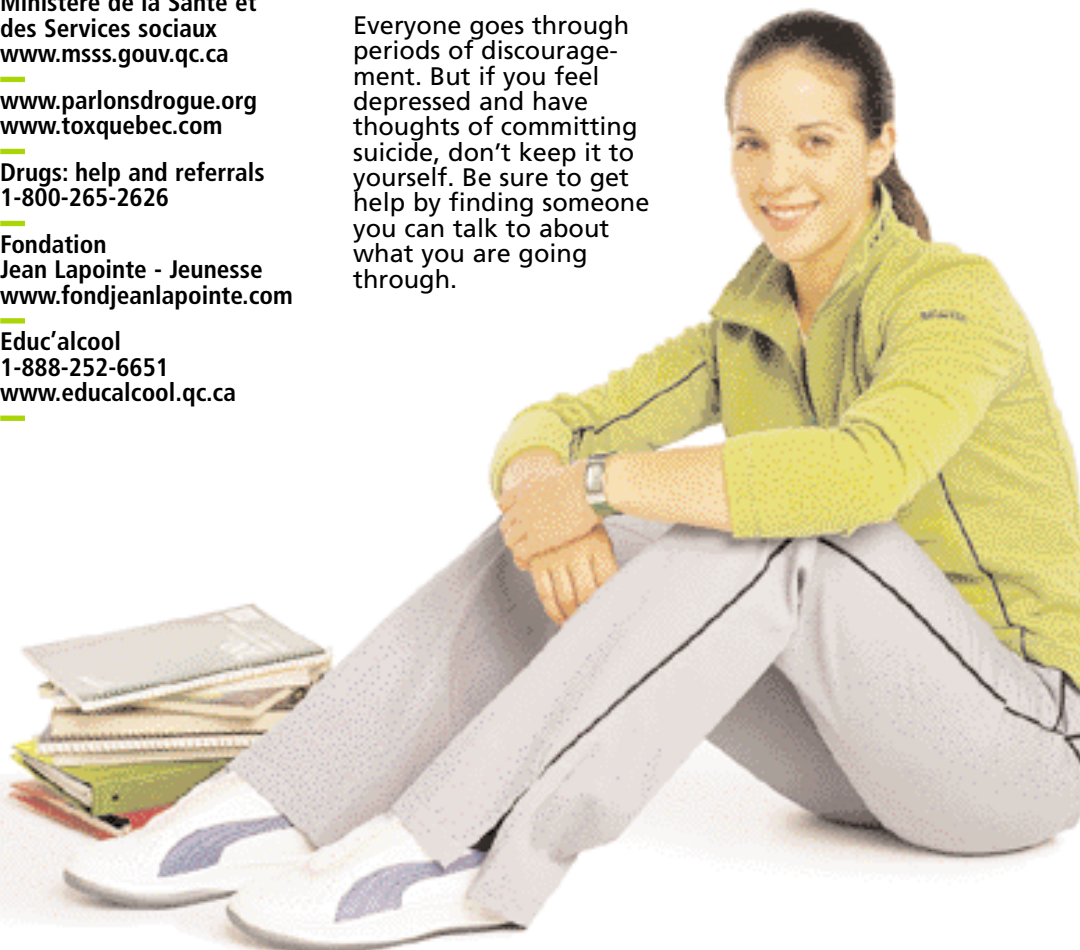 Ministère de la Santé et
des Services sociaux
www.msss.gouv.qc.ca
www.parlonsdrogue.org
www.toxquebec.com
Drugs: help and referrals
1-800-265-2626
Fondation
Jean Lapointe - Jeunesse
www.fondjeanlapointe.com
Educ'alcool
1-888-252-6651
www.educalcool.qc.ca
Everyone goes through
periods of discourage-
ment. But if you feel
depressed and have
thoughts of committing
suicide, don't keep it to
yourself. Be sure to get
help by finding someone
you can talk to about
what you are going
through.